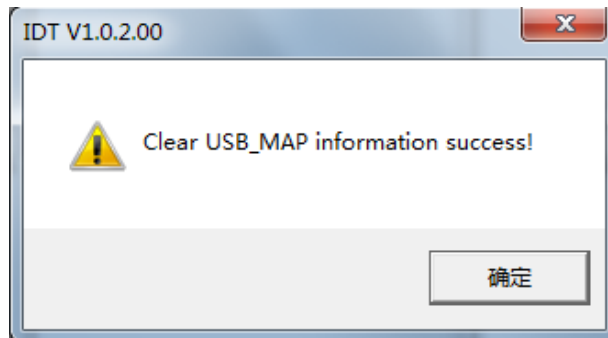 IDT V1.0.2.00
Clear USB_MAP information success!
确定